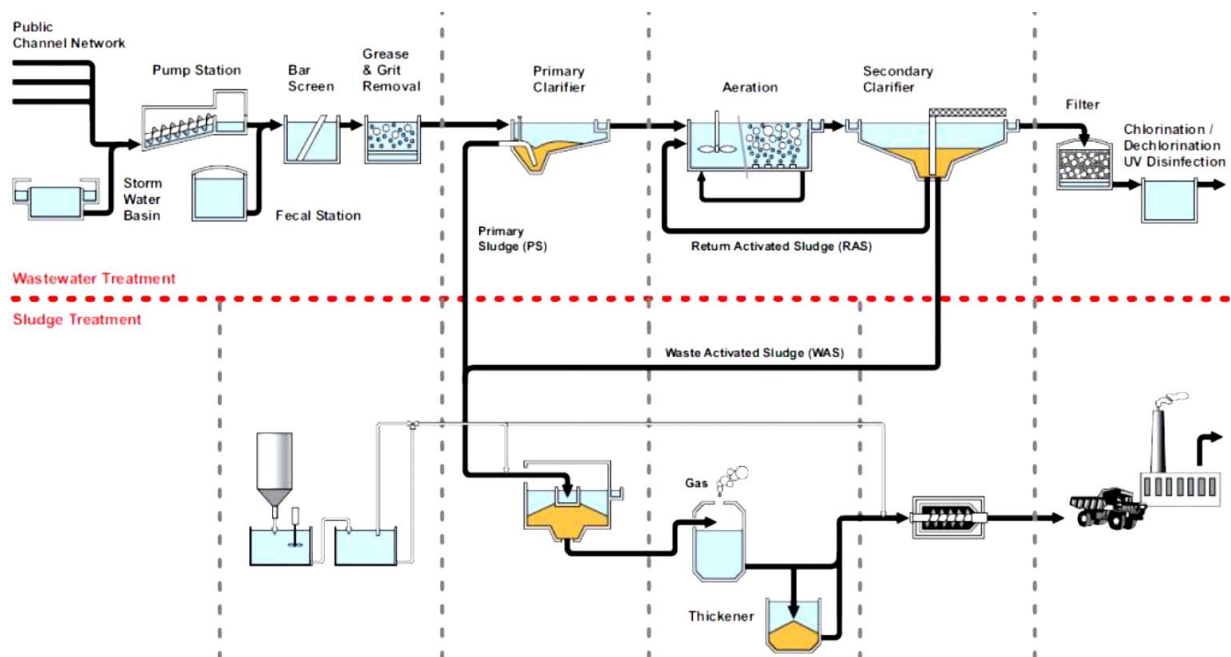 Public
Channel Network
Pump Station
Bar
Screen
Grease
& Grit
Removal
Primary
Clarifier
Aeration
Secondary
Clarifier
Filter
Chlorination /
Dechlorination
UV Disinfection
Storm
Water
Basin
Fecal Station
Primary
Sludge (PS)
Return Activated Sludge (RAS)
Wastewater Treatment
Sludge Treatment
Waste Activated Sludge (WAS)
Gas
Thickener